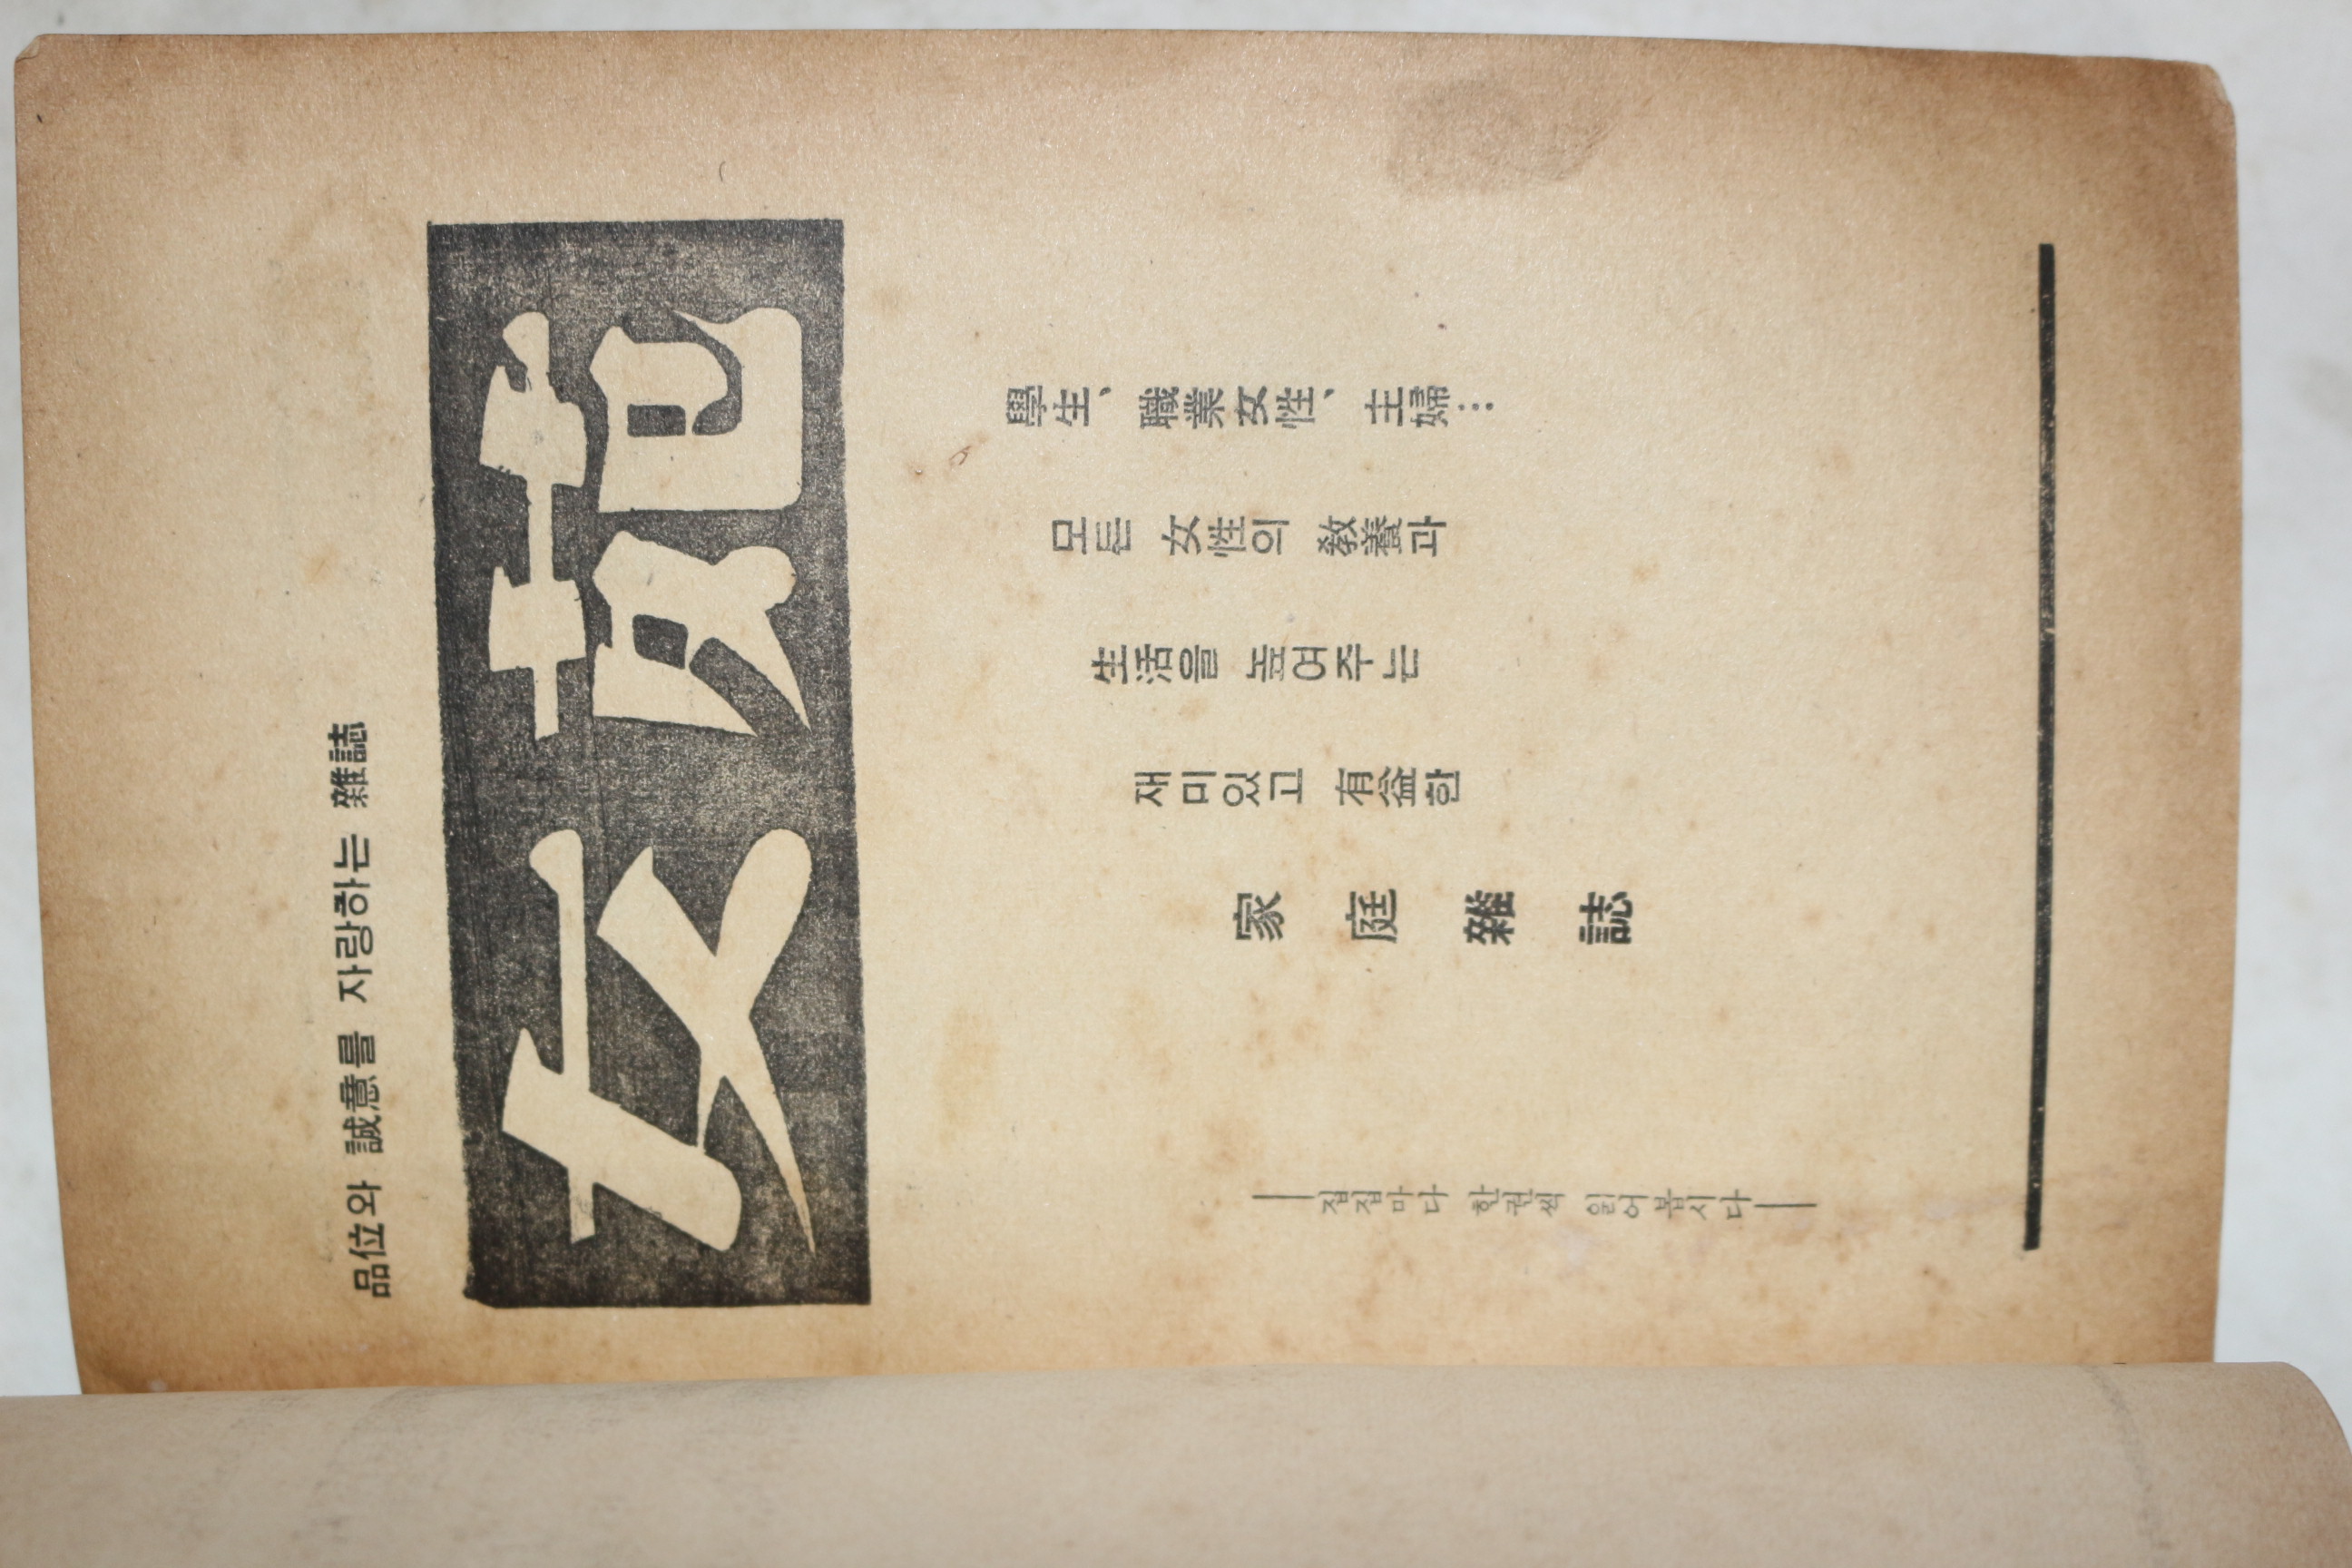 品位와 誠意를 자랑하는 雜誌
女苑
學生、職業女性、主婦…
모든 女性의 敎養과
生活을 높여주는
재미있고 有益한
家庭雜誌
—집집마다 한권씩 읽어봅시다—